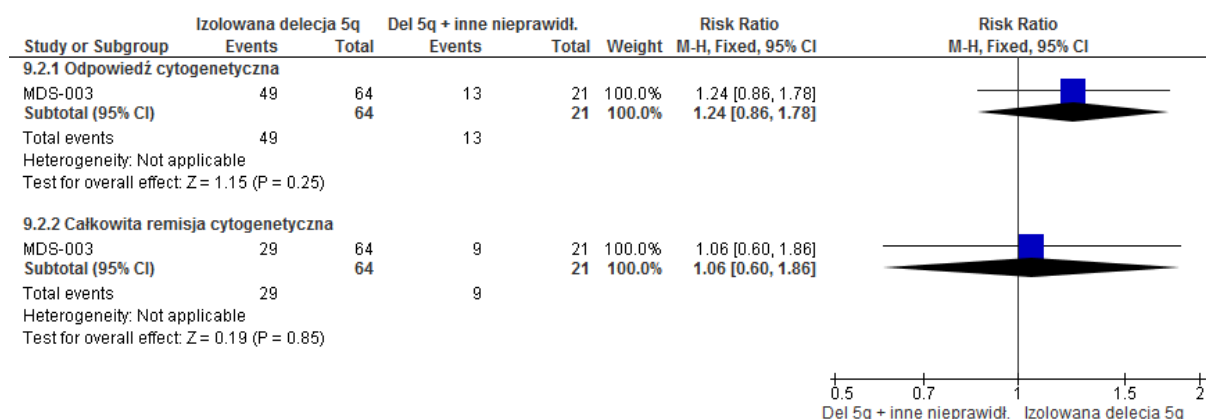 Izolowana delecja 5q Del 5q + inne nieprawidł. Risk Ratio Risk Ratio
Study or Subgroup Events Total Events Total Weight M-H, Fixed, 95% CI M-H, Fixed, 95% CI
9.2.1 Odpowiedź cytogenetyczna
MDS-003 49 64 13 21 100.0% 1.24 [0.86, 1.78]
Subtotal (95% CI) 64 21 100.0% 1.24 [0.86, 1.78]
Total events 49 13
Heterogeneity: Not applicable
Test for overall effect: Z = 1.15 (P = 0.25)
9.2.2 Całkowita remisja cytogenetyczna
MDS-003 29 64 9 21 100.0% 1.06 [0.60, 1.86]
Subtotal (95% CI) 64 21 100.0% 1.06 [0.60, 1.86]
Total events 29 9
Heterogeneity: Not applicable
Test for overall effect: Z = 0.19 (P = 0.85)
0.5 0.7 1 1.5 2
Del 5q + inne nieprawidł. Izolowana delecja 5q